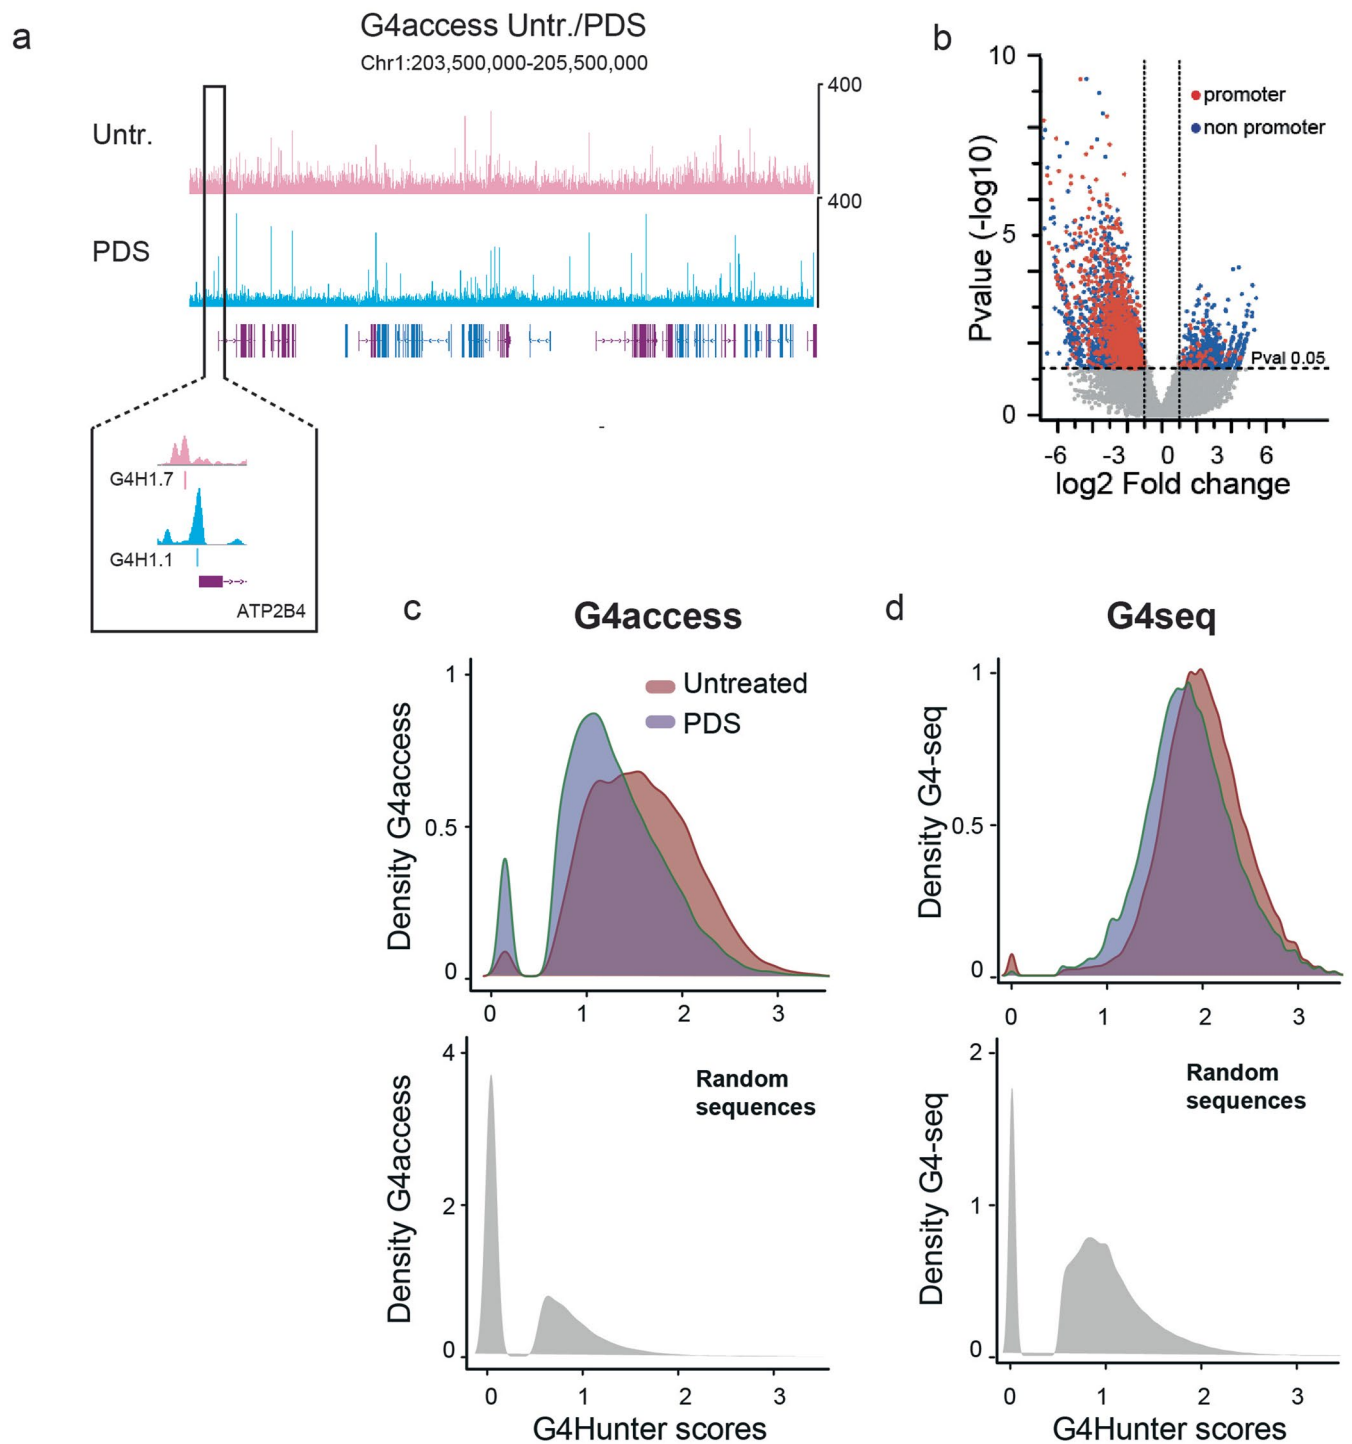 a
G4access Untr./PDS
Chr1:203,500,000-205,500,000
400
Untr.
400
PDS
G4H1.7
G4H1.1
ATP2B4
b
10
promoter
non promoter
Pvalue (-log10)
5
Pval 0.05
0
-6 -3 0 3 6
log2 Fold change
c
G4access
1
Untreated
PDS
Density G4access
0.5
0
0 1 2 3
4
Random
sequences
Density G4access
2
0
0 1 2 3
G4Hunter scores
d
G4seq
1
Density G4-seq
0.5
0
0 1 2 3
2
Random
sequences
Density G4-seq
1
0
0 1 2 3
G4Hunter scores